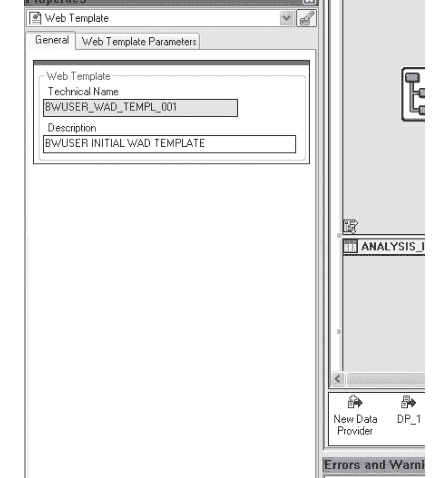 Properties
Web Template
General Web Template Parameters
Web Template
Technical Name
BWUSER_WAD_TEMPL_001
Description
BWUSER INITIAL WAD TEMPLATE
ANALYSIS_I
New Data Provider
DP_1
Errors and Warni